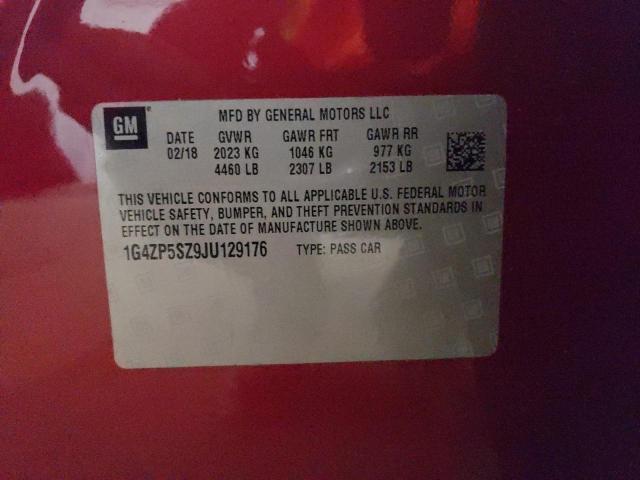 GM
MFD BY GENERAL MOTORS LLC
DATE GVWR GAWR FRT GAWR RR
02/18 2023 KG 1046 KG 977 KG
4460 LB 2307 LB 2153 LB
THIS VEHICLE CONFORMS TO ALL APPLICABLE U.S. FEDERAL MOTOR
VEHICLE SAFETY, BUMPER, AND THEFT PREVENTION STANDARDS IN
EFFECT ON THE DATE OF MANUFACTURE SHOWN ABOVE.
1G4ZP5SZ9JU129176 TYPE: PASS CAR